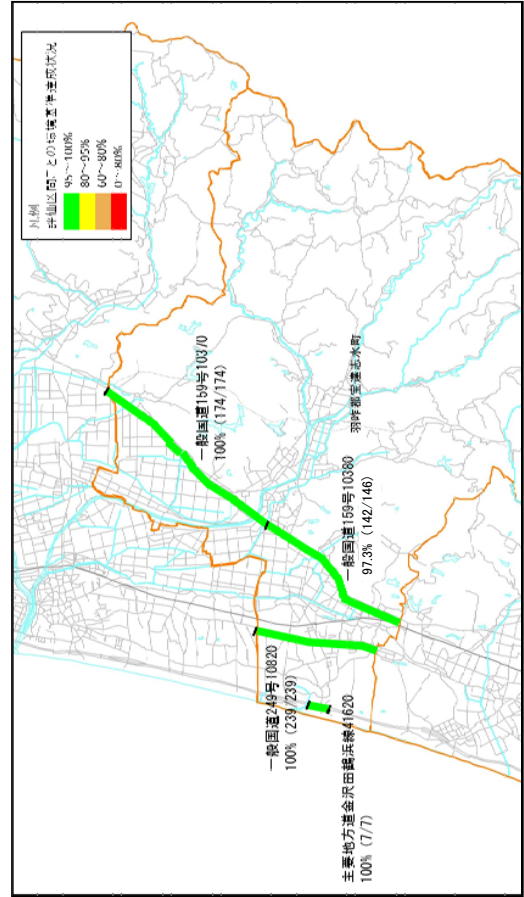 凡例
評価区間ごとの環境基準達成状況
95～100%
80～95%
60～80%
0～60%
一般国道159号10370
100% (174/174)
羽咋郡宝達志水町
一般国道159号10380
97.3% (142/146)
一般国道249号10820
100% (239/239)
主要地方道金沢田鶴浜線41620
100% (7/7)